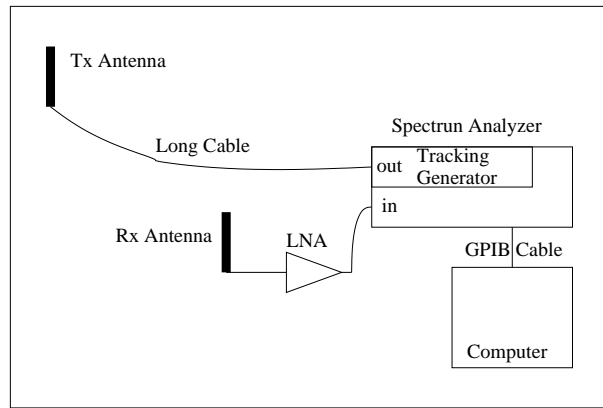 Tx Antenna
Long Cable
Spectrun Analyzer
out
Tracking
Generator
in
Rx Antenna
LNA
GPIB Cable
Computer